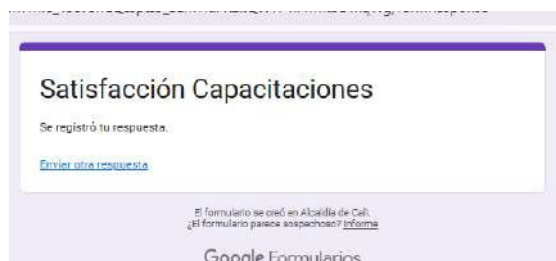 Satisfacción Capacitaciones
Se registró tu respuesta.
Enviar otra respuesta
El formulario se creó en Alcaldía de Cali.
¿El formulario parece sospechoso? Informe
Google Formularios